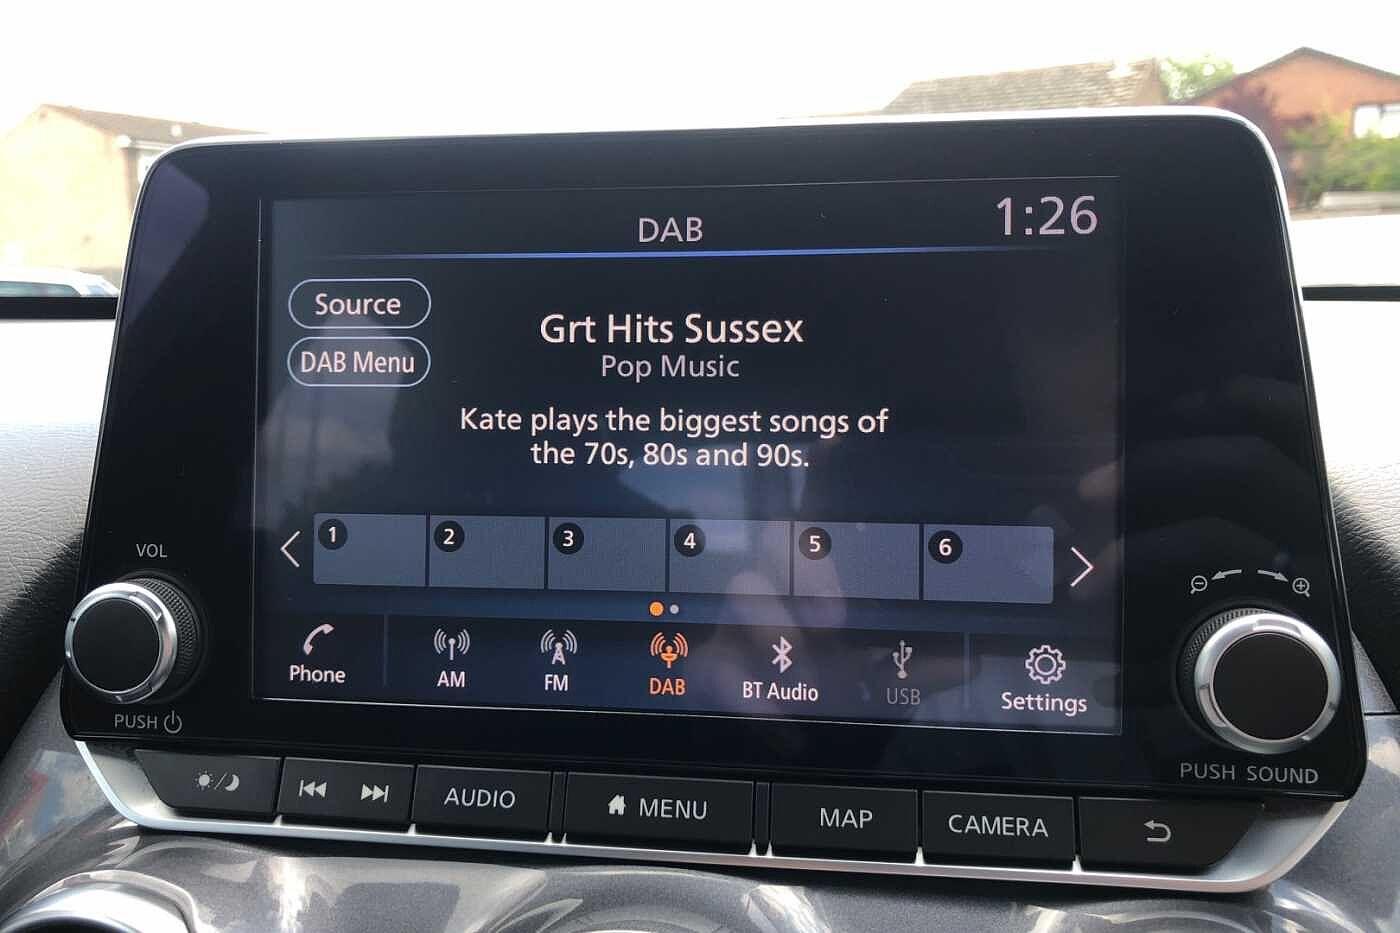 DAB
1:26
Source
DAB Menu
Grt Hits Sussex
Pop Music
Kate plays the biggest songs of
the 70s, 80s and 90s.
1 2 3 4 5 6
Phone AM FM DAB BT Audio USB Settings
VOL
PUSH
PUSH SOUND
AUDIO MENU MAP CAMERA